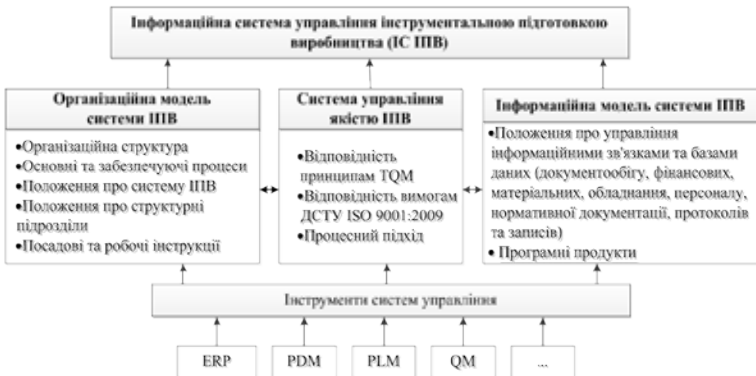 Інформаційна система управління інструментальною підготовкою
виробництва (ІС ІПВ)
Організаційна модель
системи ІПВ
•Організаційна структура
•Основні та забезпечуючі процеси
•Положення про систему ІПВ
•Положення про структурні
підрозділи
•Посадові та робочі інструкції
Система управління
якістю ІПВ
•Відповідність
принципам TQM
•Відповідність вимогам
ДСТУ ISO 9001:2009
•Процесний підхід
Інформаційна модель системи ІПВ
•Положення про управління
інформаційними зв'язками та базами
даних (документообігу, фінансових,
матеріальних, обладнання, персоналу,
нормативної документації, протоколів
та записів)
• Програмні продукти
Інструменти систем управління
ERP
PDM
PLM
QM
...